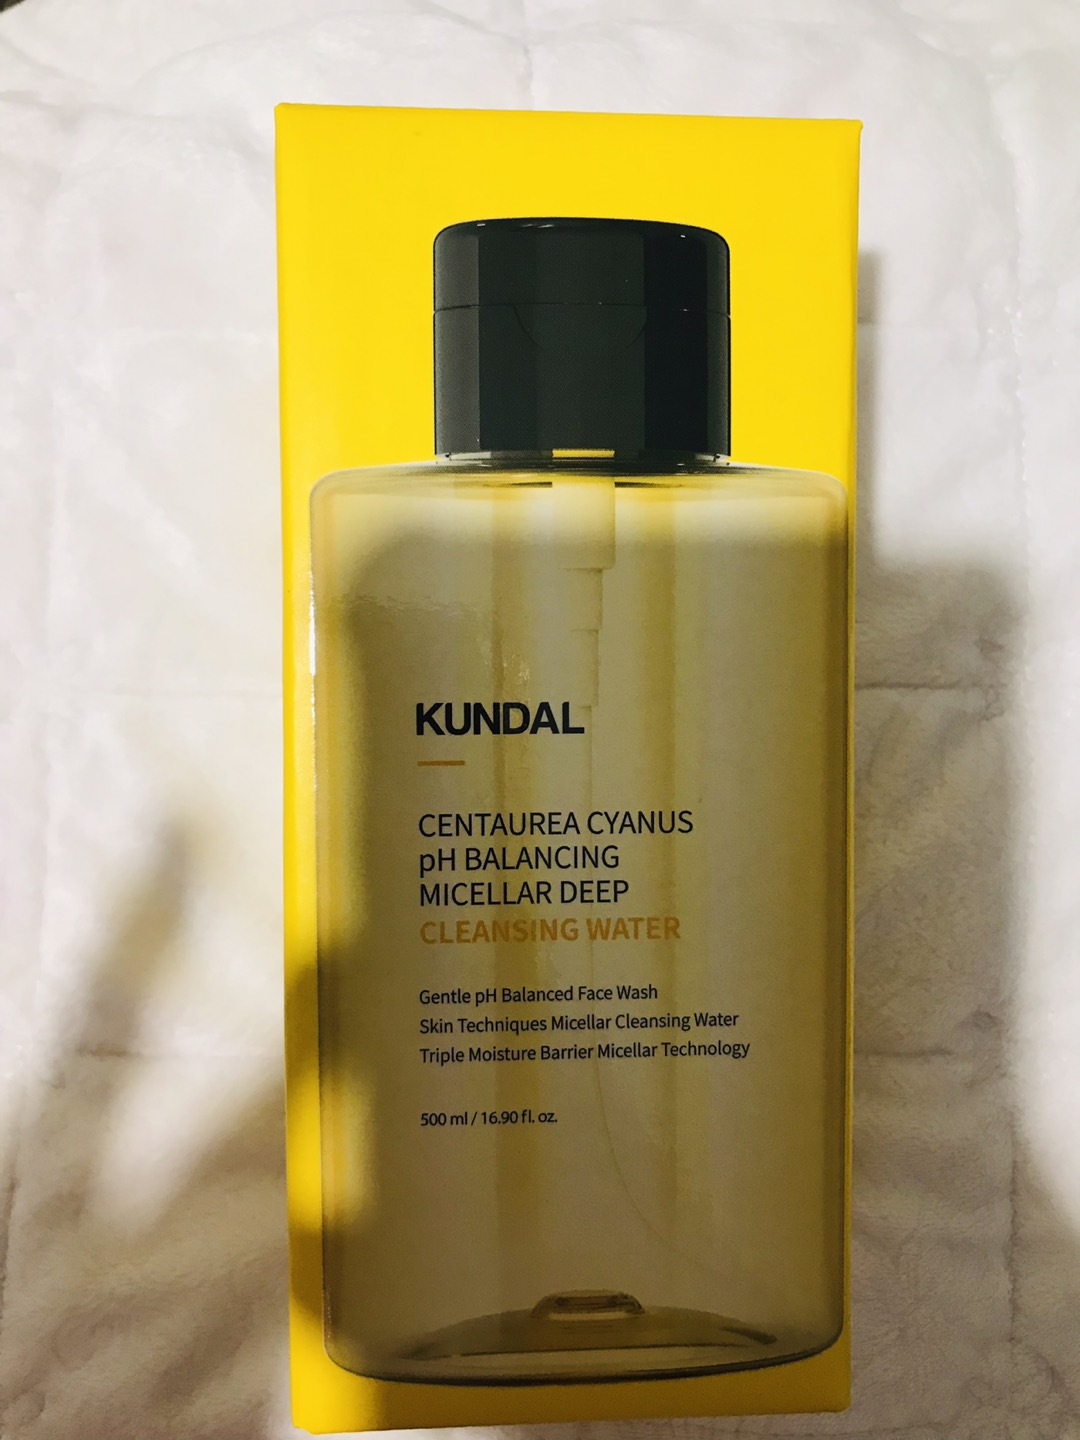 KUNDAL
CENTAUREA CYANUS
pH BALANCING
MICELLAR DEEP
CLEANSING WATER
Gentle pH Balanced Face Wash
Skin Techniques Micellar Cleansing Water
Triple Moisture Barrier Micellar Technology
500 ml / 16.90 fl. oz.